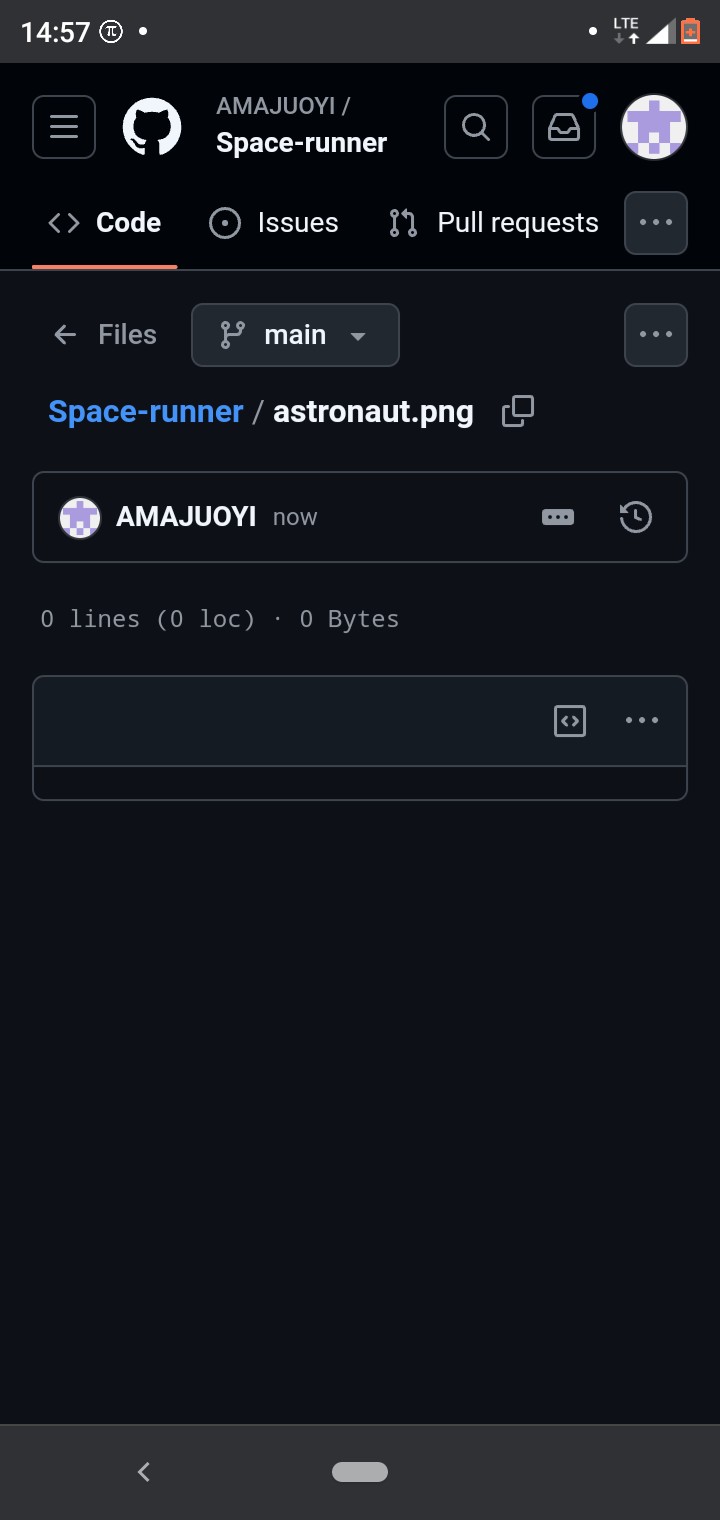 14:57
LTE
AMAJUOYI /
Space-runner
Code
Issues
Pull requests
Files
main
Space-runner / astronaut.png
AMAJUOYI now
0 lines (0 loc) · 0 Bytes